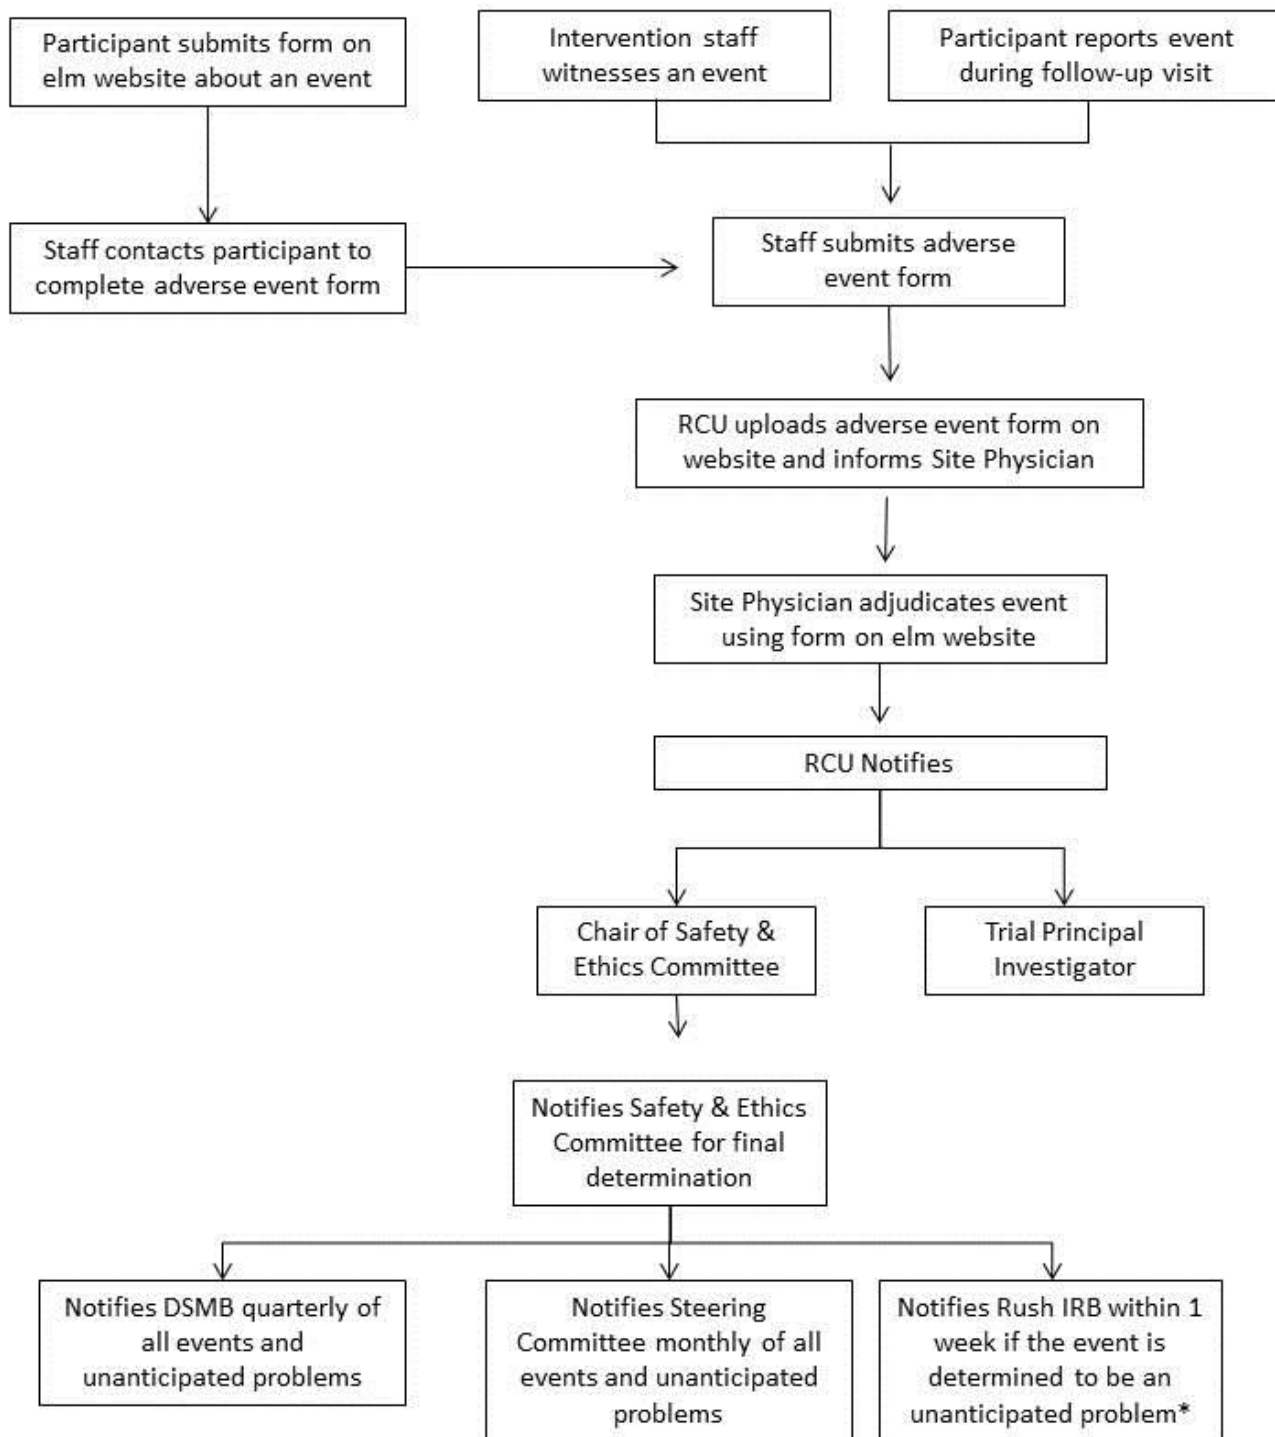 Participant submits form on
elm website about an event
Intervention staff
witnesses an event
Participant reports event
during follow-up visit
Staff contacts participant to
complete adverse event form
Staff submits adverse
event form
RCU uploads adverse event form on
website and informs Site Physician
Site Physician adjudicates event
using form on elm website
RCU Notifies
Chair of Safety &
Ethics Committee
Trial Principal
Investigator
Notifies Safety & Ethics
Committee for final
determination
Notifies DSMB quarterly of
all events and
unanticipated problems
Notifies Steering
Committee monthly of all
events and unanticipated
problems
Notifies Rush IRB within 1
week if the event is
determined to be an
unanticipated problem*